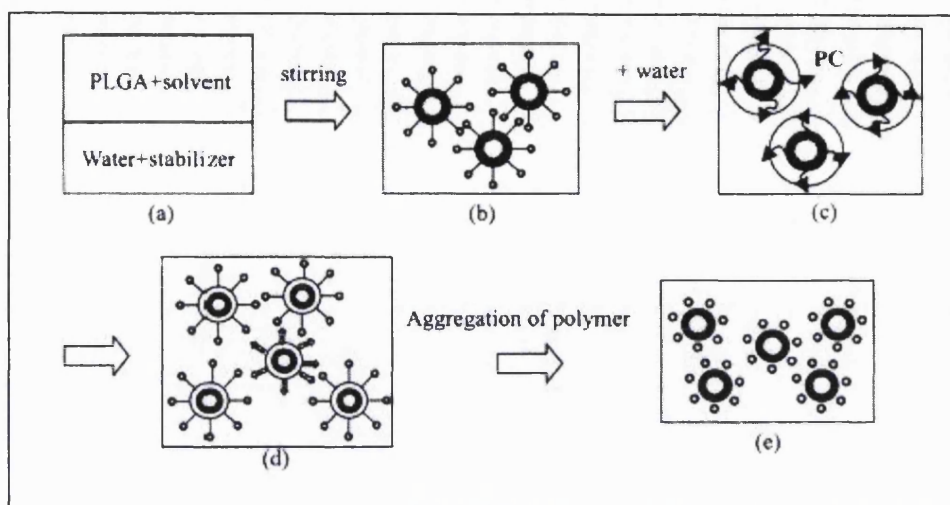 PLGA+solvent
Water+stabilizer
(a)
stirring
(b)
+ water
PC
(c)
(d)
Aggregation of polymer
(e)